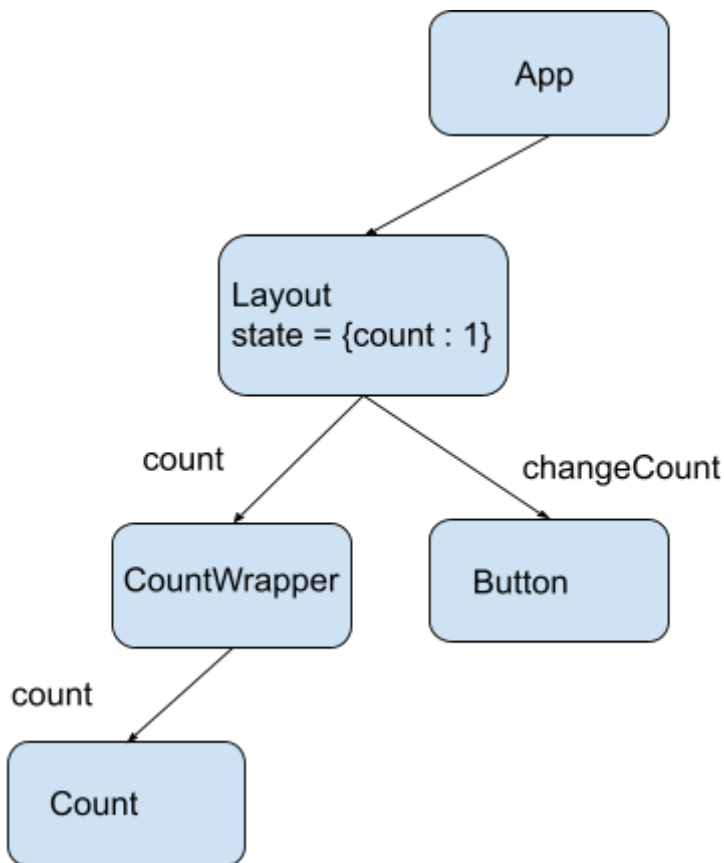 App
Layout
state = {count : 1}
count
changeCount
CountWrapper
Button
count
Count